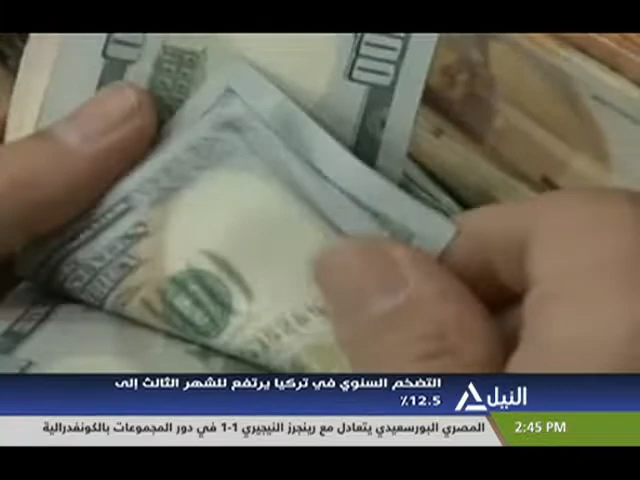 100
التضخم السنوي في تركيا يرتفع للشهر الثالث إلى
12.5٪
النيل
المصري البورسعيدي يتعادل مع رينجرز النيجيري 1-1 في دور المجموعات بالكونفدرالية
2:45 PM